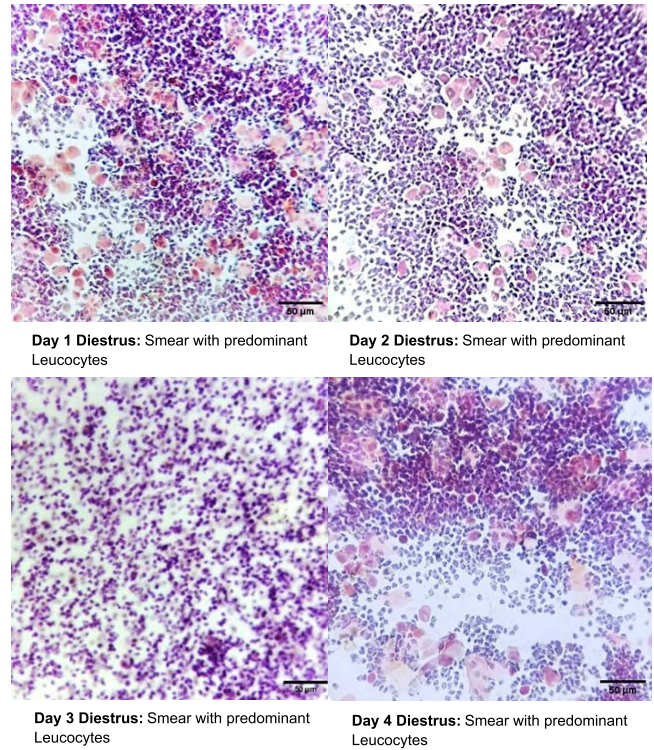 50 µm
50 µm
Day 1 Diestrus: Smear with predominant
Leucocytes
Day 2 Diestrus: Smear with predominant
Leucocytes
50 µm
50 µm
Day 3 Diestrus: Smear with predominant
Leucocytes
Day 4 Diestrus: Smear with predominant
Leucocytes